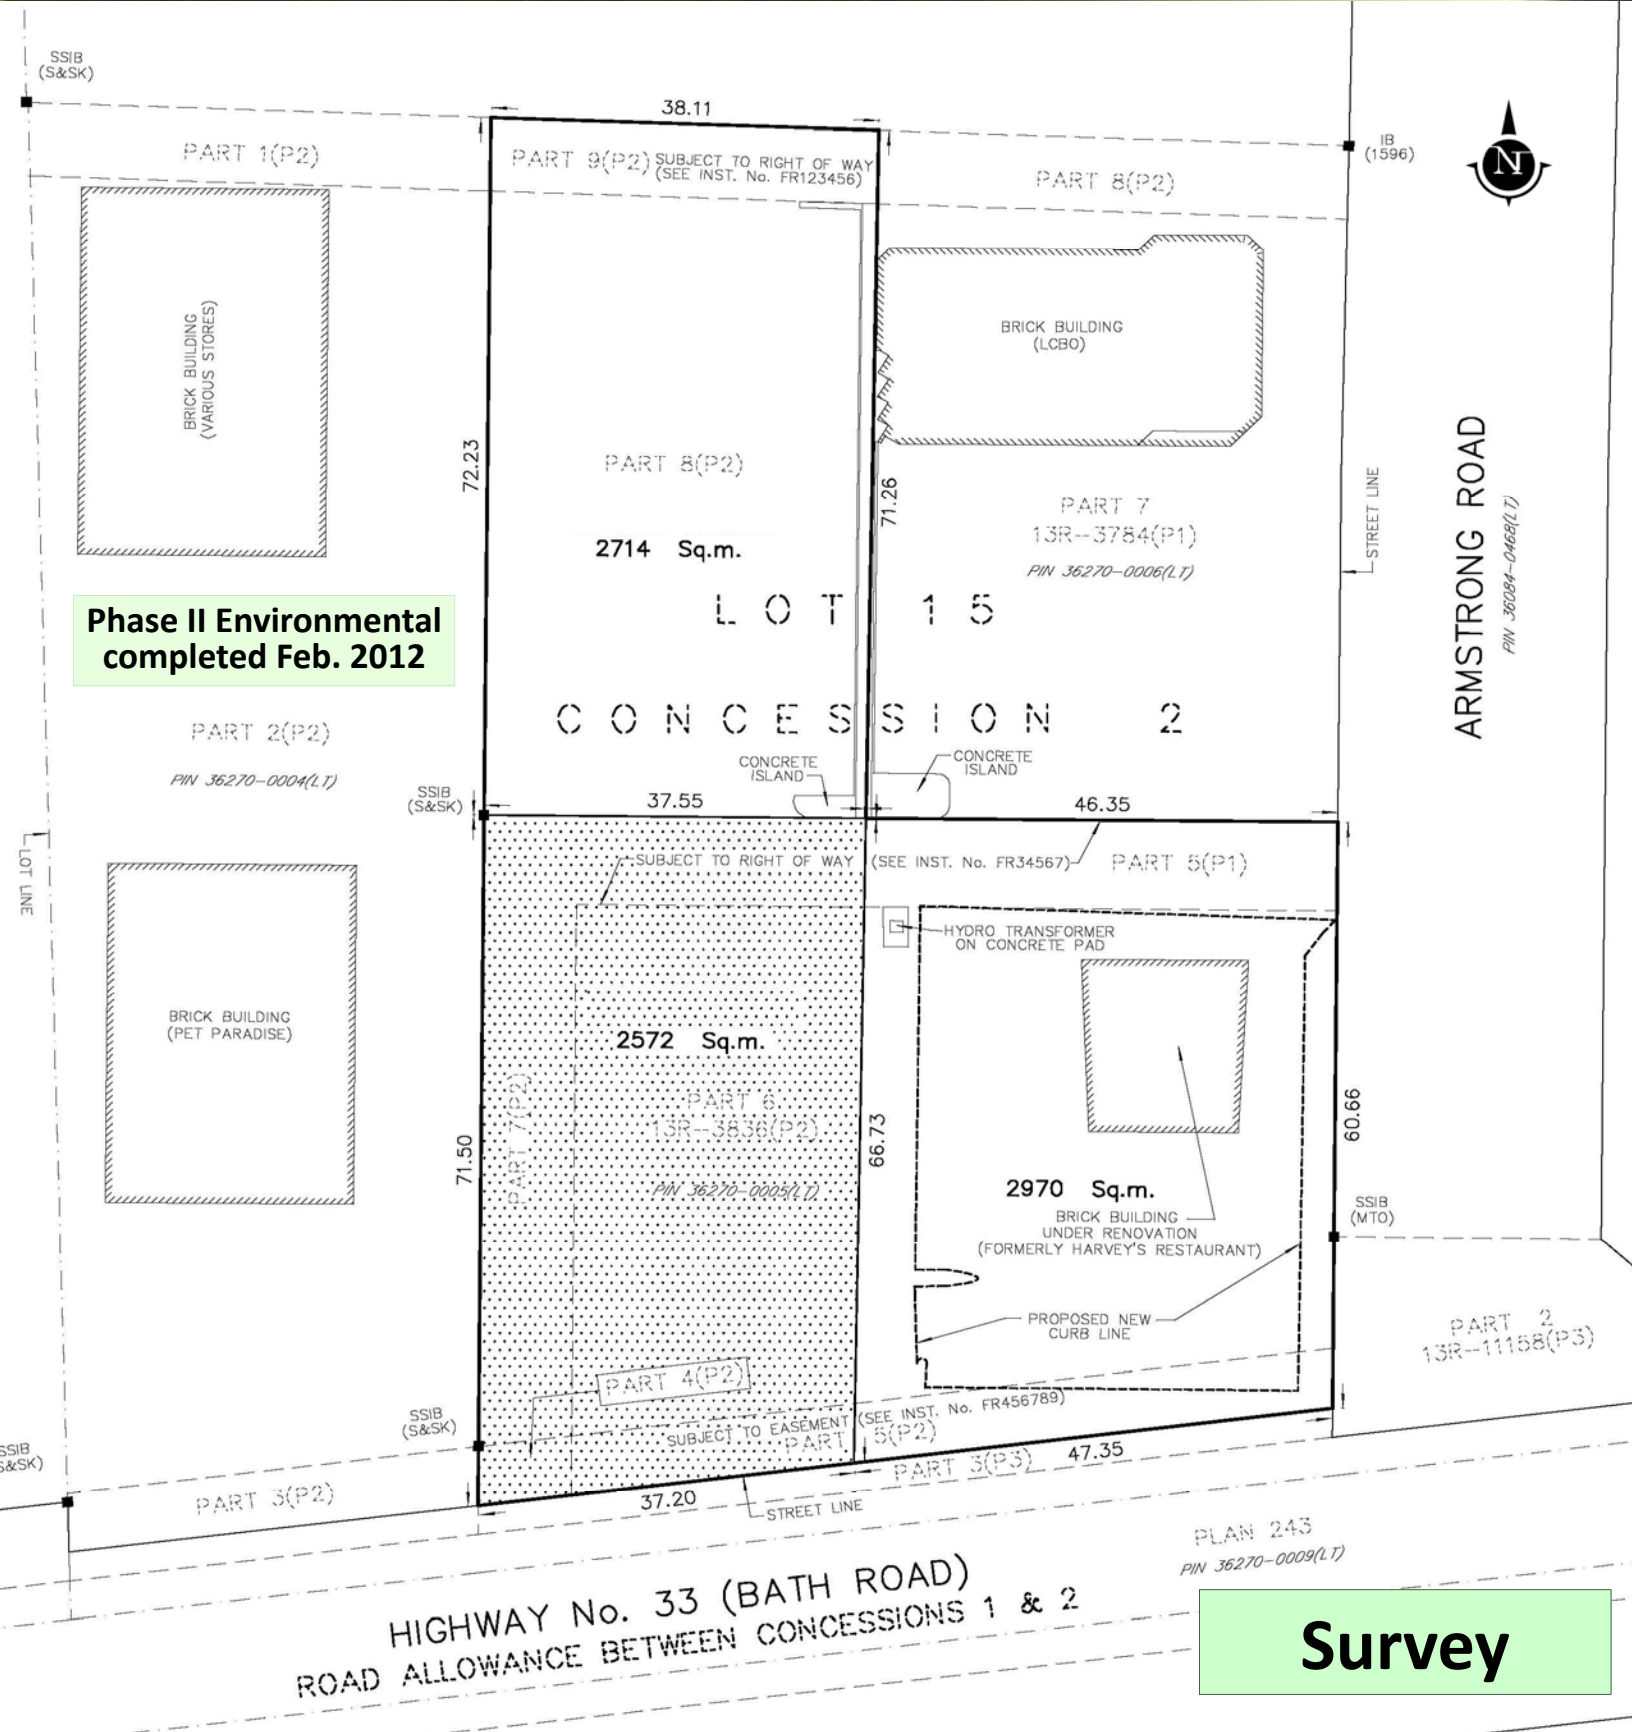 SSIB
(S&SK)
38.11
IB
(1596)
N
PART 1(P2)
PART 9(P2)
SUBJECT TO RIGHT OF WAY
(SEE INST. No. FR123456)
PART 8(P2)
BRICK BUILDING
(VARIOUS STORES)
BRICK BUILDING
(LCBO)
72.23
PART 8(P2)
71.26
2714 Sq.m.
PART 7
13R--3784(P1)
PIN 36270-0006(LT)
STREET LINE
ARMSTRONG ROAD
PIN 36084-0468(LT)
Phase II Environmental
completed Feb. 2012
LOT 15
CONCESSION 2
PART 2(P2)
PIN 36270-0004(LT)
CONCRETE
ISLAND
CONCRETE
ISLAND
SSIB
(S&SK)
37.55
46.35
LOT LINE
SUBJECT TO RIGHT OF WAY (SEE INST. No. FR34567)
PART 5(P1)
HYDRO TRANSFORMER
ON CONCRETE PAD
BRICK BUILDING
(PET PARADISE)
2572 Sq.m.
PART 7(P2)
PART 6
13R--3836(P2)
PIN 36270-0005(LT)
71.50
66.73
60.66
2970 Sq.m.
BRICK BUILDING
UNDER RENOVATION
(FORMERLY HARVEY'S RESTAURANT)
SSIB
(MTO)
PROPOSED NEW
CURB LINE
PART 2
13R--11158(P3)
PART 4(P2)
SSIB
(S&SK)
SUBJECT TO EASEMENT (SEE INST. No. FR456789)
PART 5(P2)
SSIB
S&SK)
PART 3(P2)
PART 3(P3)
47.35
37.20
STREET LINE
PLAN 243
PIN 36270-0009(LT)
HIGHWAY No. 33 (BATH ROAD)
ROAD ALLOWANCE BETWEEN CONCESSIONS 1 & 2
Survey